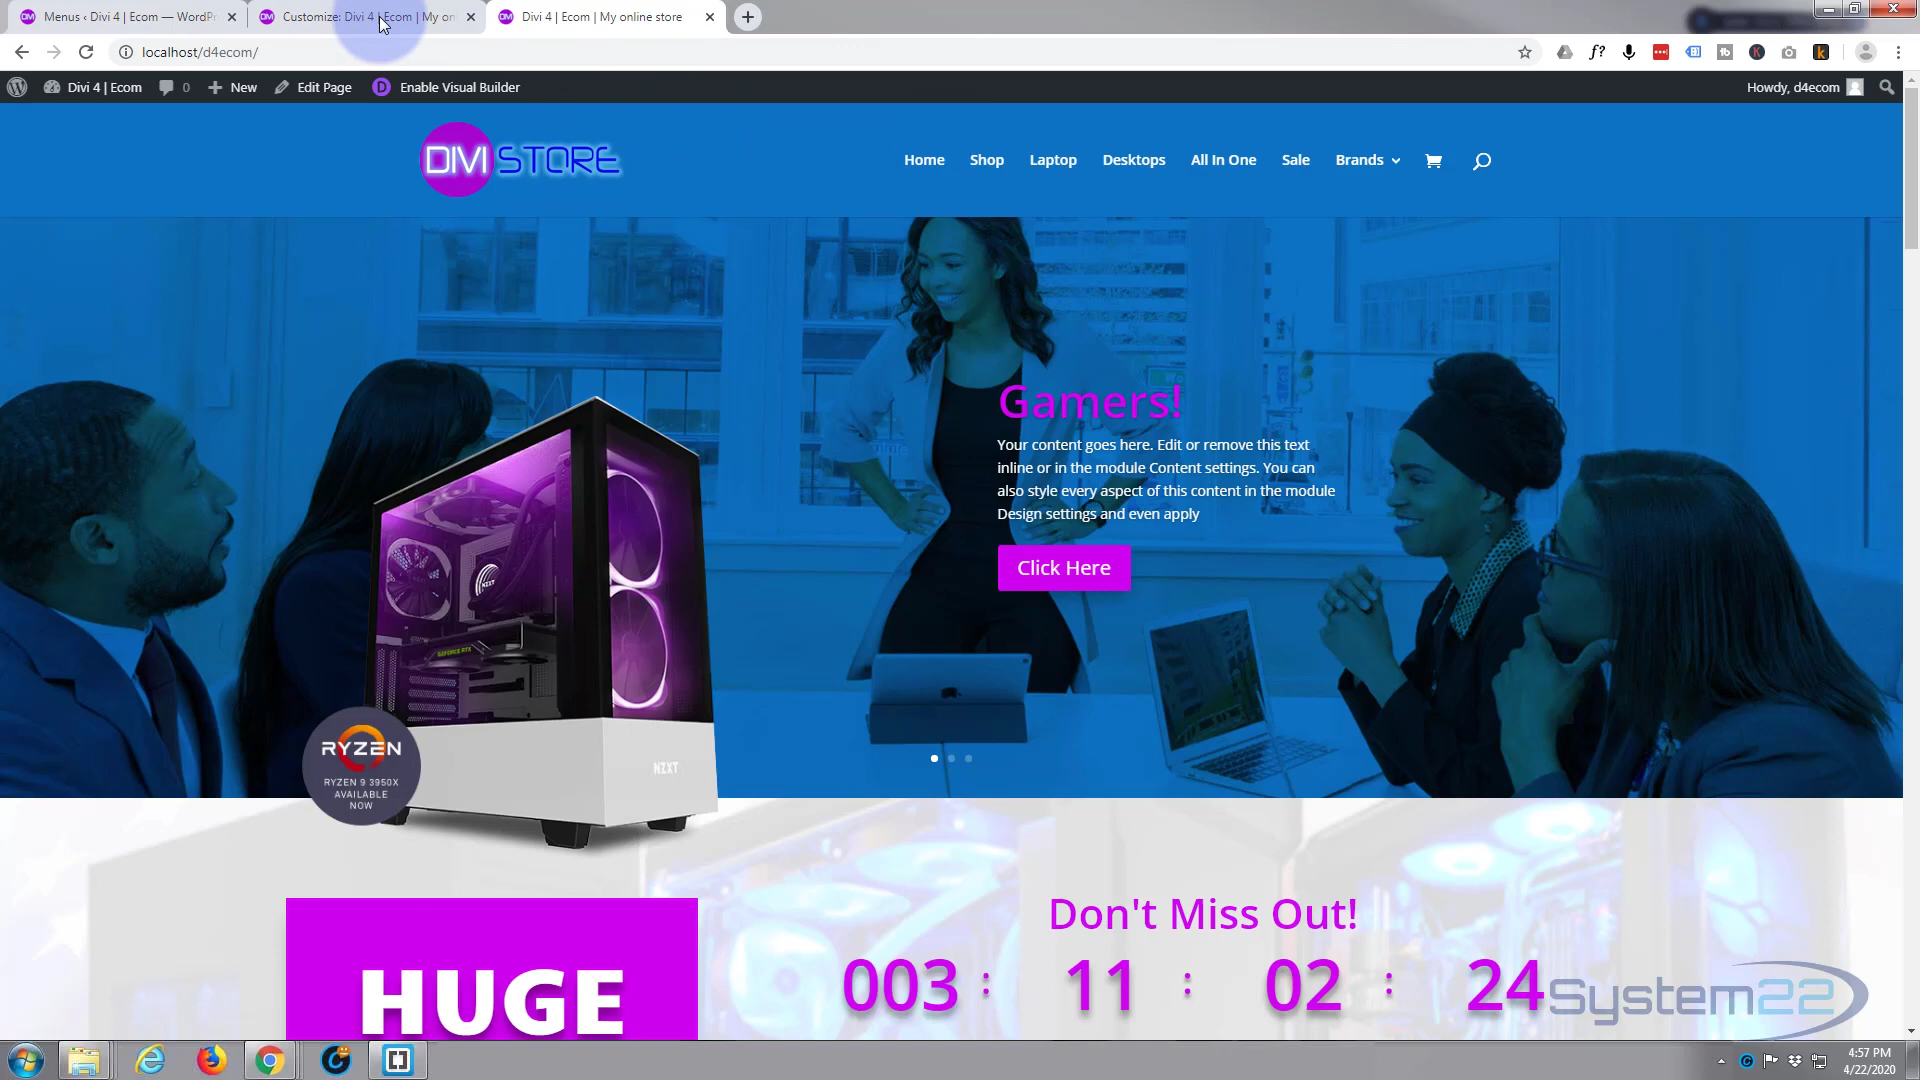 Menus ‹ Divi 4 | Ecom — WordPr
Customize: Divi 4 | Ecom | My on
Divi 4 | Ecom | My online store
localhost/d4ecom/
Divi 4 | Ecom
0
New
Edit Page
Enable Visual Builder
Howdy, d4ecom
DIVI STORE
Home
Shop
Laptop
Desktops
All In One
Sale
Brands
Gamers!
Your content goes here. Edit or remove this text
inline or in the module Content settings. You can
also style every aspect of this content in the module
Design settings and even apply
Click Here
NZXT
GEFORCE RTX
RYZEN
RYZEN 9 3950X
AVAILABLE
NOW
NZXT
HUGE
Don't Miss Out!
003 : 11 : 02 : 24
System22
4:57 PM
4/22/2020